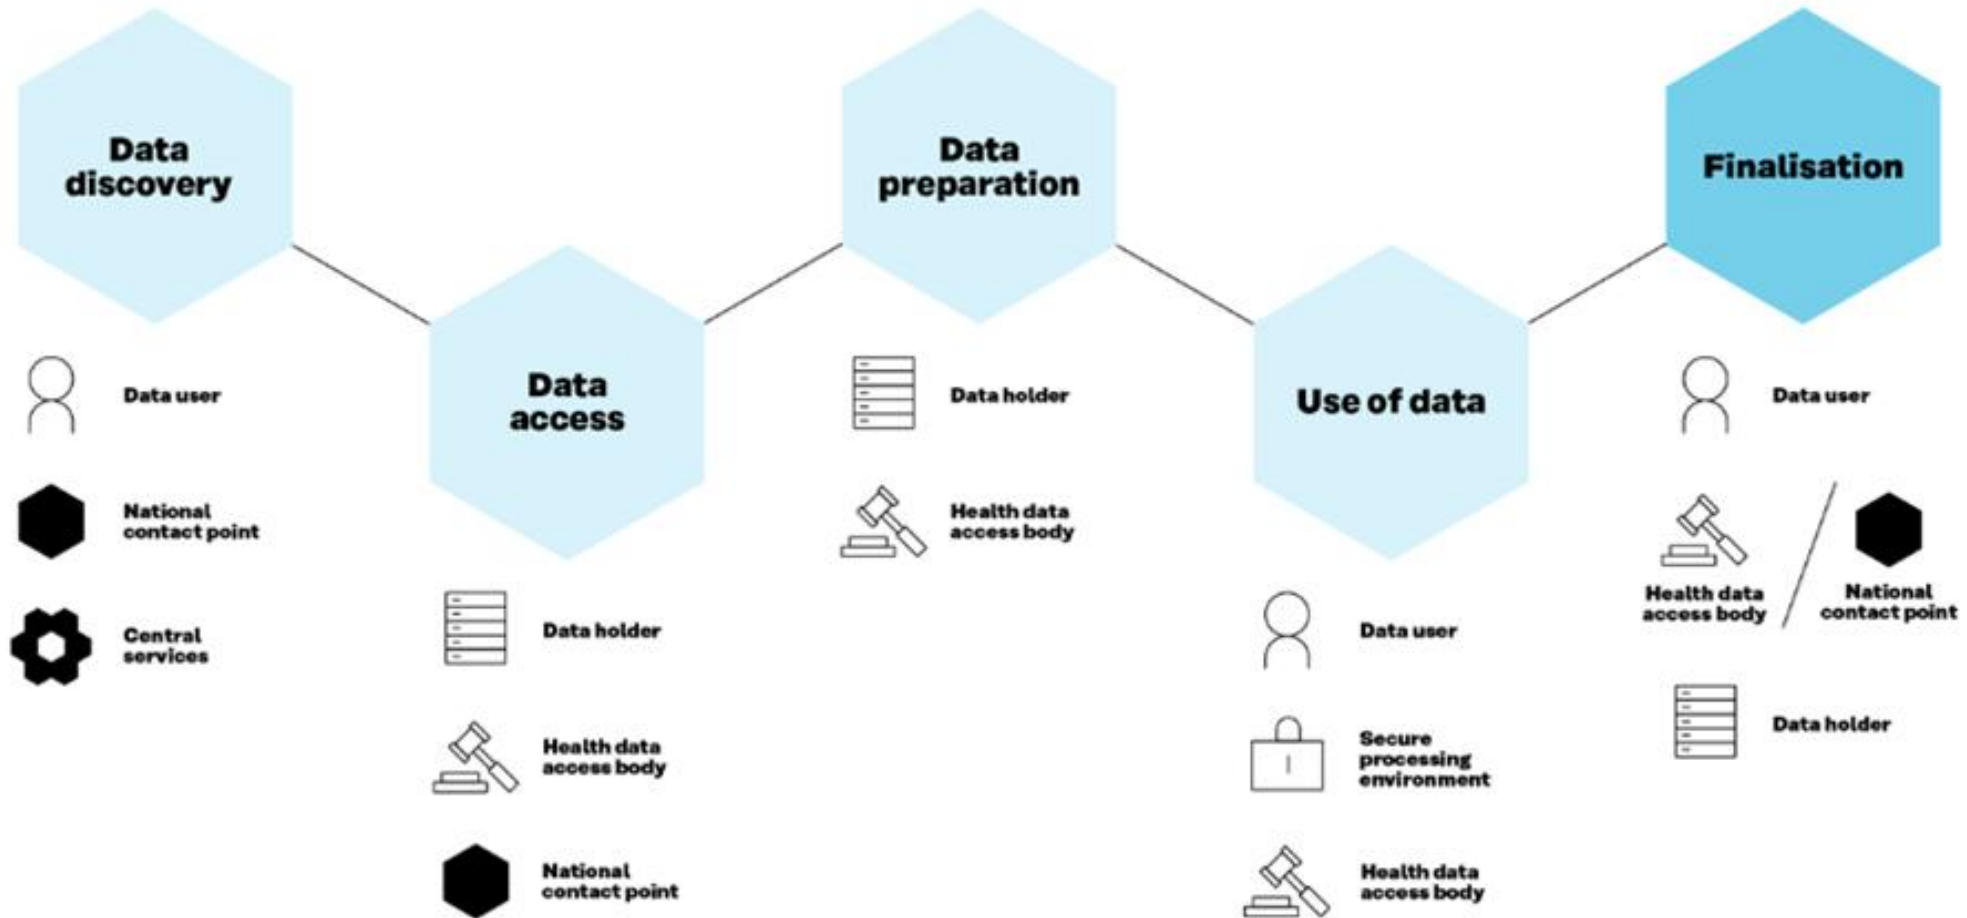 Data
discovery
Data user
National
contact point
Central
services
Data
access
Data holder
Health data
access body
National
contact point
Data
preparation
Data holder
Health data
access body
Use of data
Data user
Secure
processing
environment
Health data
access body
Finalisation
Data user
Health data
access body
National
contact point
Data holder